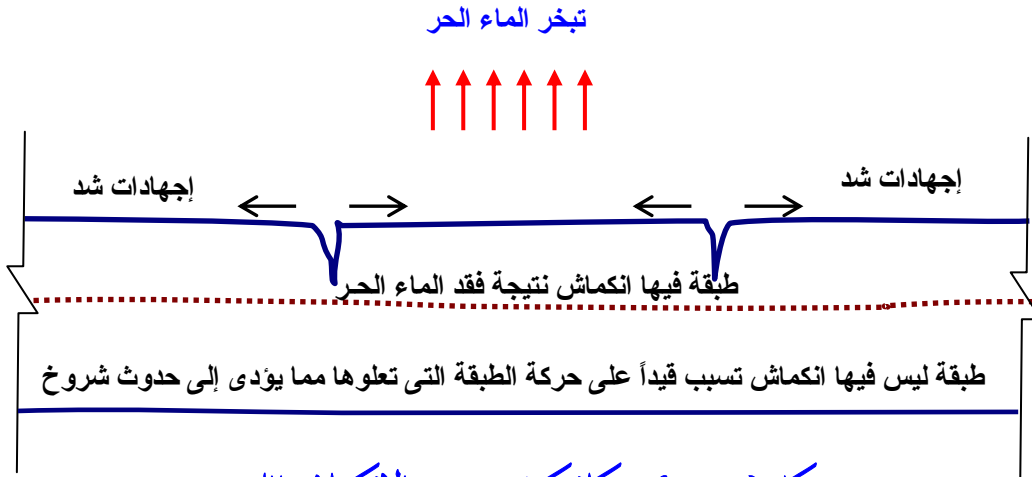 تبخر الماء الحر
إجهادات شد
إجهادات شد
طبقة فيها انكماش نتيجة فقد الماء الحر
طبقة ليس فيها انكماش تسبب قيداً على حركة الطبقة التى تعلوها مما يؤدى إلى حدوث شروخ